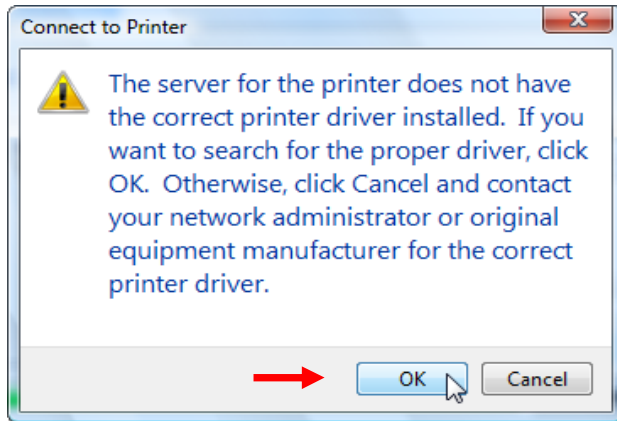 Connect to Printer
The server for the printer does not have
the correct printer driver installed. If you
want to search for the proper driver, click
OK. Otherwise, click Cancel and contact
your network administrator or original
equipment manufacturer for the correct
printer driver.
OK
Cancel